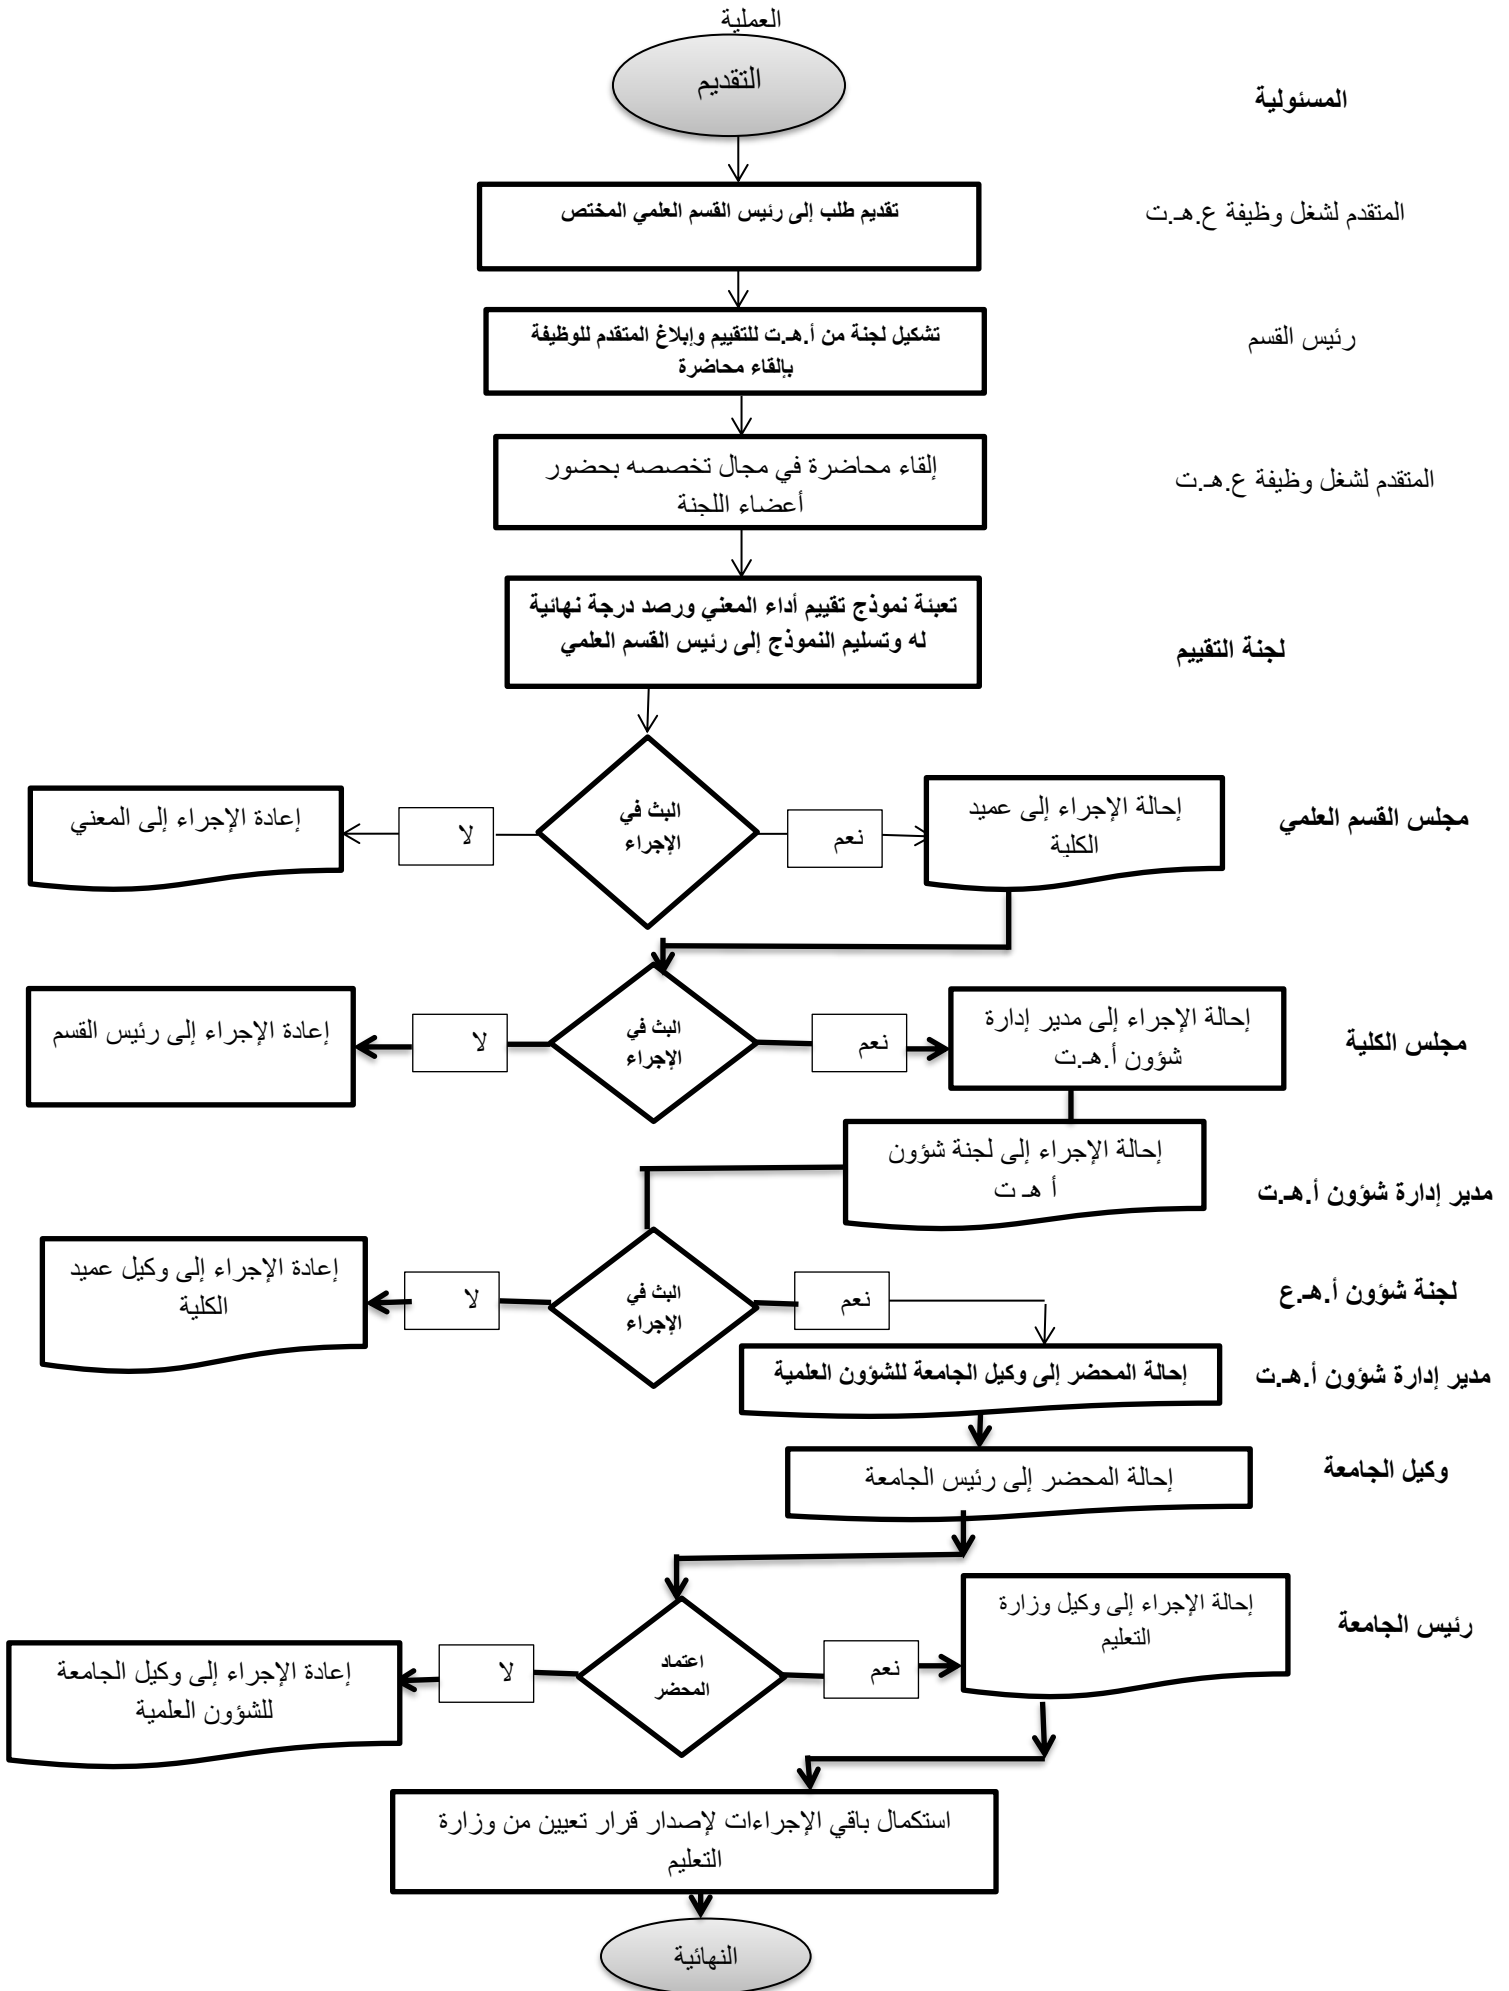 العملية
التقديم
المسئولية
تقديم طلب إلى رئيس القسم العلمي المختص
المتقدم لشغل وظيفة ع.هـ.ت
تشكيل لجنة من أ.هـ.ت للتقييم وإبلاغ المتقدم للوظيفة
بإلقاء محاضرة
رئيس القسم
إلقاء محاضرة في مجال تخصصه بحضور
أعضاء اللجنة
المتقدم لشغل وظيفة ع.هـ.ت
تعبئة نموذج تقييم أداء المعني ورصد درجة نهائية
له وتسليم النموذج إلى رئيس القسم العلمي
لجنة التقييم
مجلس القسم العلمي
إحالة الإجراء إلى عميد
الكلية
نعم
البث في
الإجراء
لا
إعادة الإجراء إلى المعني
مجلس الكلية
إحالة الإجراء إلى مدير إدارة
شؤون أ.هـ.ت
نعم
البث في
الإجراء
لا
إعادة الإجراء إلى رئيس القسم
إحالة الإجراء إلى لجنة شؤون
أ هـ ت
مدير إدارة شؤون أ.هـ.ت
لجنة شؤون أ.هـ.ع
نعم
البث في
الإجراء
لا
إعادة الإجراء إلى وكيل عميد
الكلية
إحالة المحضر إلى وكيل الجامعة للشؤون العلمية
مدير إدارة شؤون أ.هـ.ت
إحالة المحضر إلى رئيس الجامعة
وكيل الجامعة
رئيس الجامعة
إحالة الإجراء إلى وكيل وزارة
التعليم
نعم
اعتماد
المحضر
لا
إعادة الإجراء إلى وكيل الجامعة
للشؤون العلمية
استكمال باقي الإجراءات لإصدار قرار تعيين من وزارة
التعليم
النهائية